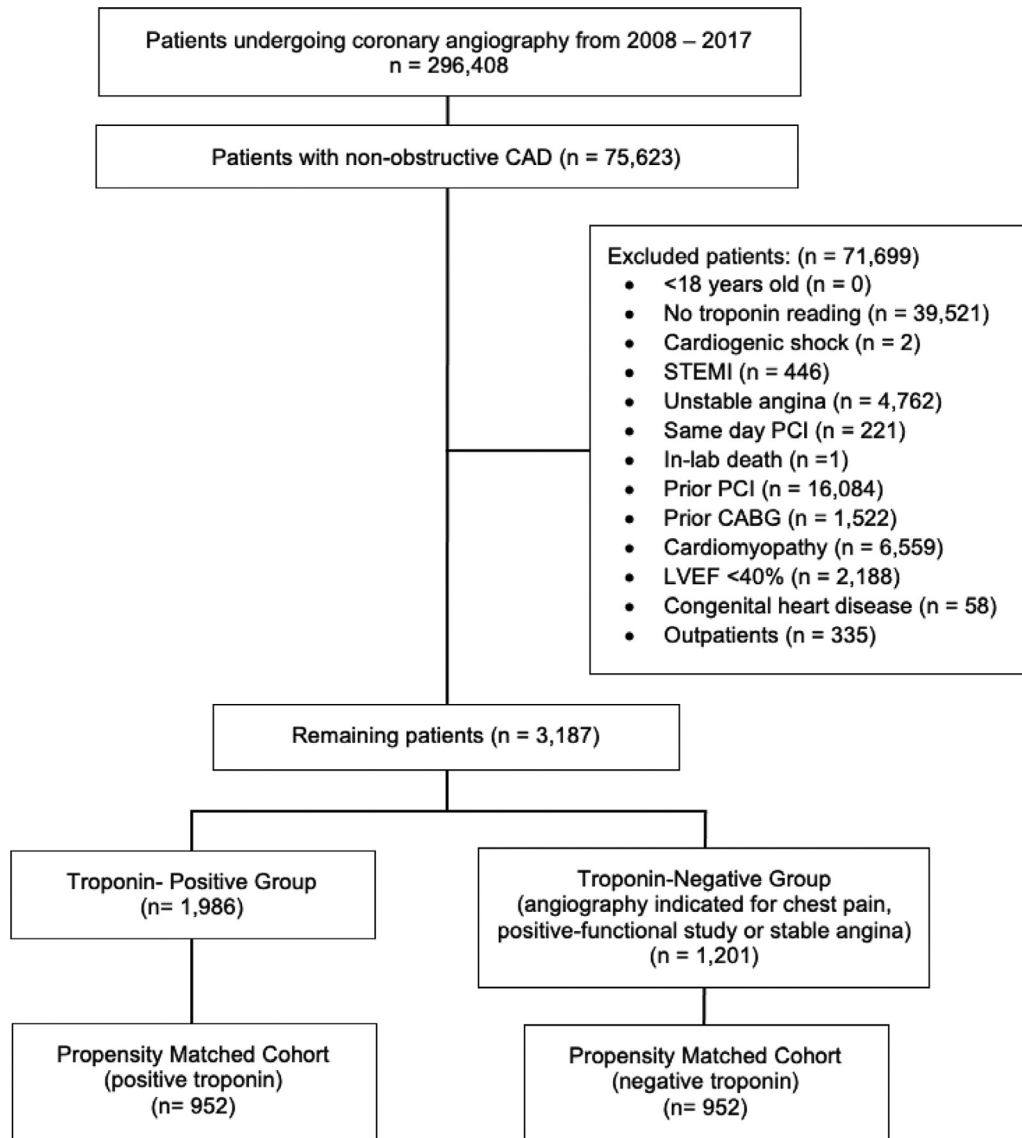 Patients undergoing coronary angiography from 2008 – 2017
n = 296,408
Patients with non-obstructive CAD (n = 75,623)
Excluded patients: (n = 71,699)
• <18 years old (n = 0)
• No troponin reading (n = 39,521)
• Cardiogenic shock (n = 2)
• STEMI (n = 446)
• Unstable angina (n = 4,762)
• Same day PCI (n = 221)
• In-lab death (n =1)
• Prior PCI (n = 16,084)
• Prior CABG (n = 1,522)
• Cardiomyopathy (n = 6,559)
• LVEF <40% (n = 2,188)
• Congenital heart disease (n = 58)
• Outpatients (n = 335)
Remaining patients (n = 3,187)
Troponin- Positive Group
(n= 1,986)
Troponin-Negative Group
(angiography indicated for chest pain,
positive-functional study or stable angina)
(n = 1,201)
Propensity Matched Cohort
(positive troponin)
(n= 952)
Propensity Matched Cohort
(negative troponin)
(n= 952)